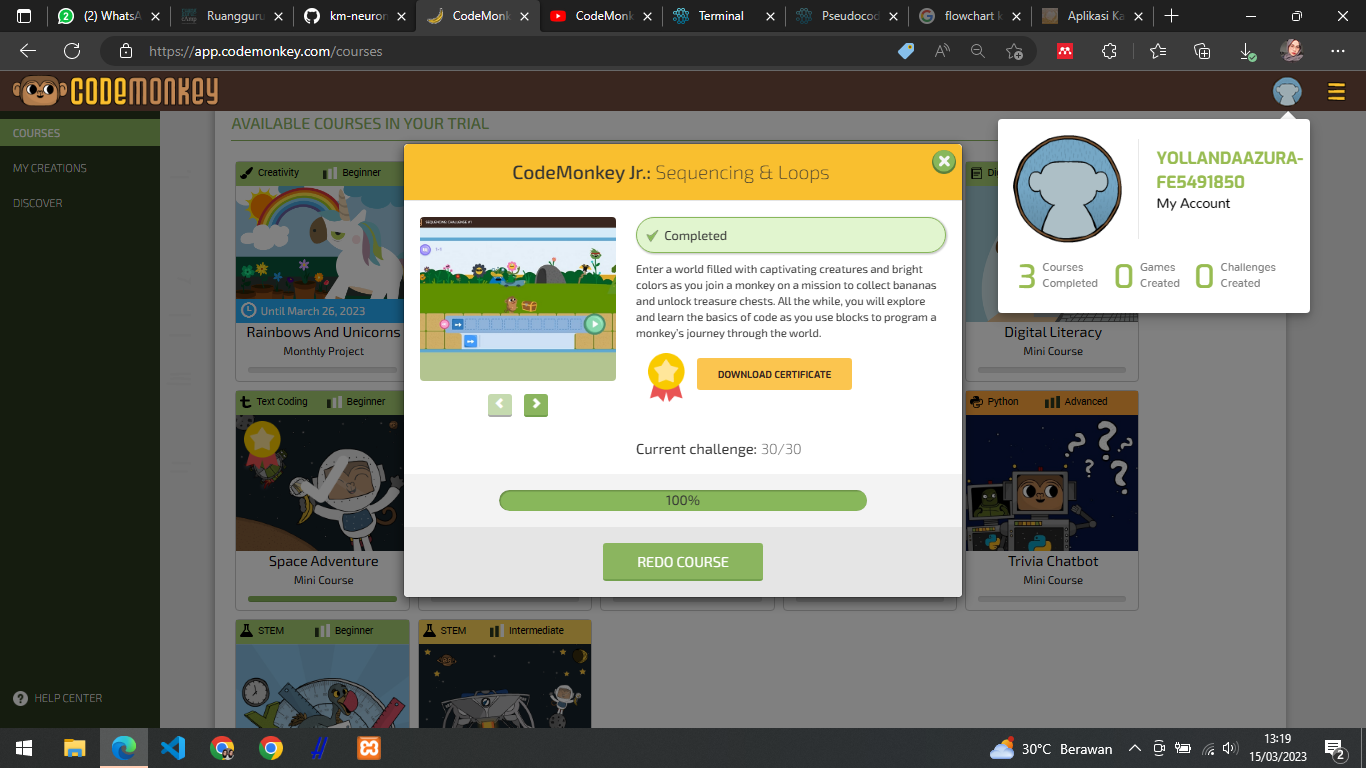 (2) WhatsA
Ruangguru
km-neuron
CodeMonk
CodeMonk
Terminal
Pseudocod
flowchart k
Aplikasi Ka
https://app.codemonkey.com/courses
CODEMONKEY
COURSES
MY CREATIONS
DISCOVER
HELP CENTER
AVAILABLE COURSES IN YOUR TRIAL
Creativity Beginner
Until March 26, 2023
Rainbows And Unicorns
Monthly Project
Di
Digital Literacy
Mini Course
Text Coding Beginner
Space Adventure
Mini Course
Python Advanced
Trivia Chatbot
Mini Course
STEM Beginner
STEM Intermediate
CodeMonkey Jr.: Sequencing & Loops
SEQUENCING CHALLENGE #1
Completed
Enter a world filled with captivating creatures and bright
colors as you join a monkey on a mission to collect bananas
and unlock treasure chests. All the while, you will explore
and learn the basics of code as you use blocks to program a
monkey's journey through the world.
DOWNLOAD CERTIFICATE
Current challenge: 30/30
100%
REDO COURSE
YOLLANDAAZURA-
FE5491850
My Account
3 Courses Completed
0 Games Created
0 Challenges Created
30°C Berawan
13:19
15/03/2023
2